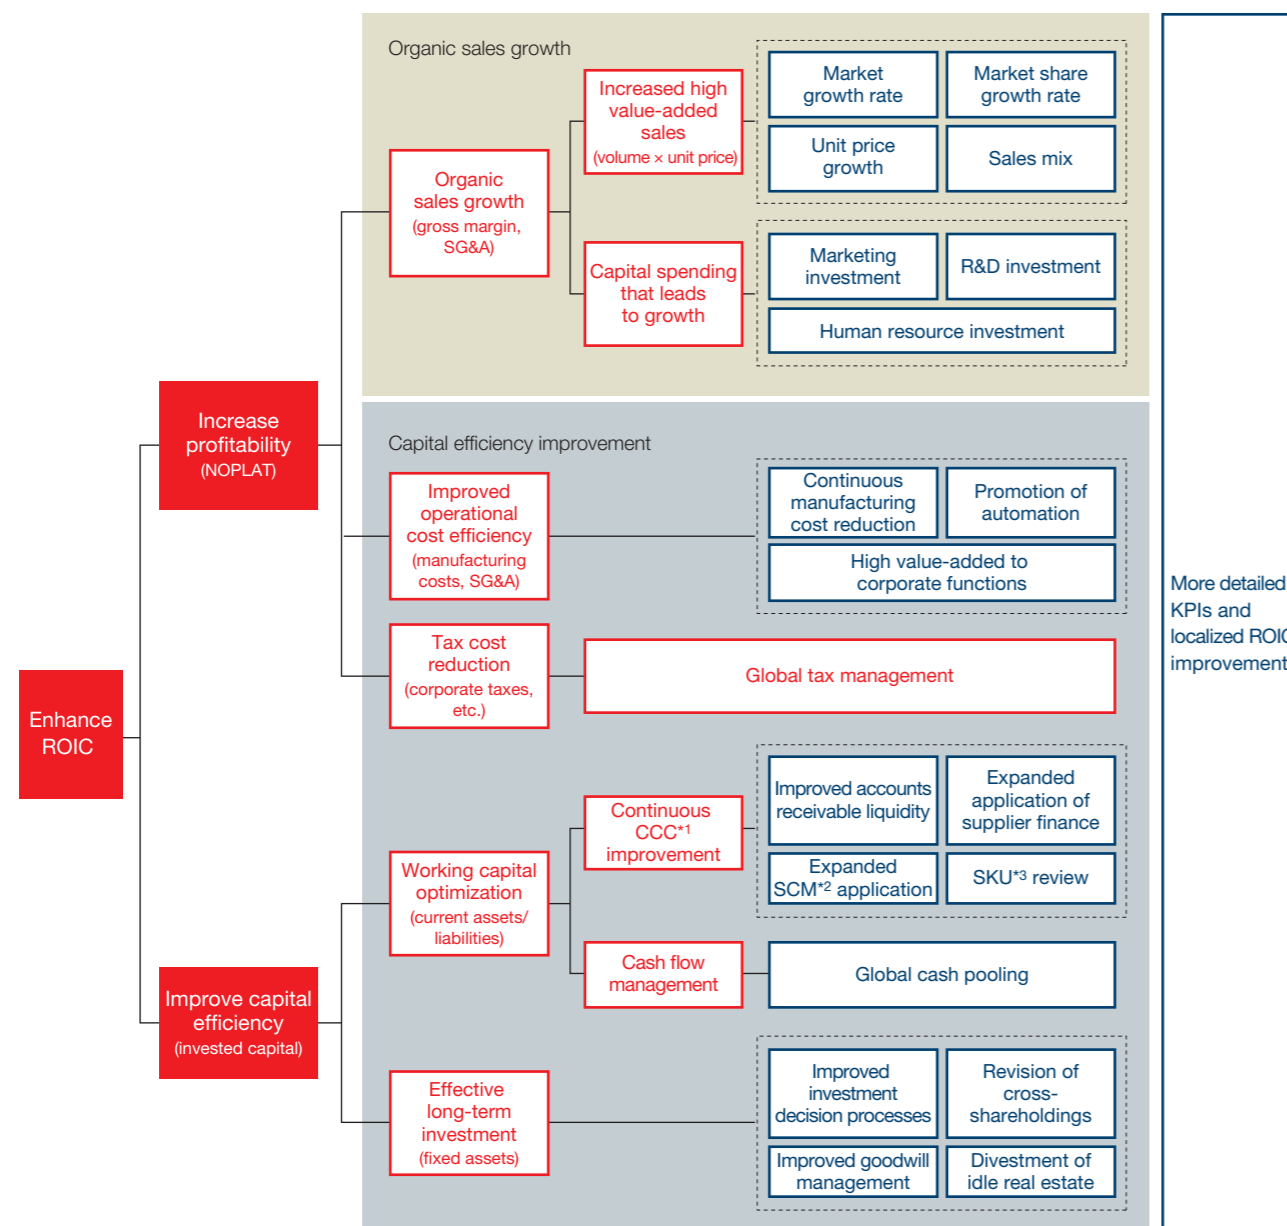 Organic sales growth
Increased high
value-added
sales
(volume × unit price)
Market
growth rate
Market share
growth rate
Unit price
growth
Sales mix
Organic
sales growth
(gross margin,
SG&A)
Capital spending
that leads
to growth
Marketing
investment
R&D investment
Human resource investment
Increase
profitability
(NOPLAT)
Capital efficiency improvement
Improved
operational
cost efficiency
(manufacturing
costs, SG&A)
Continuous
manufacturing
cost reduction
Promotion of
automation
High value-added to
corporate functions
Tax cost
reduction
(corporate taxes,
etc.)
Global tax management
Enhance
ROIC
Continuous
CCC*1
improvement
Improved accounts
receivable liquidity
Expanded
application of
supplier finance
Expanded
SCM*2 application
SKU*3 review
Working capital
optimization
(current assets/
liabilities)
Cash flow
management
Global cash pooling
Improve capital
efficiency
(invested capital)
Effective
long-term
investment
(fixed assets)
Improved
investment
decision processes
Revision of
cross-
shareholdings
Improved goodwill
management
Divestment of
idle real estate
More detailed
KPIs and
localized ROIC
improvement